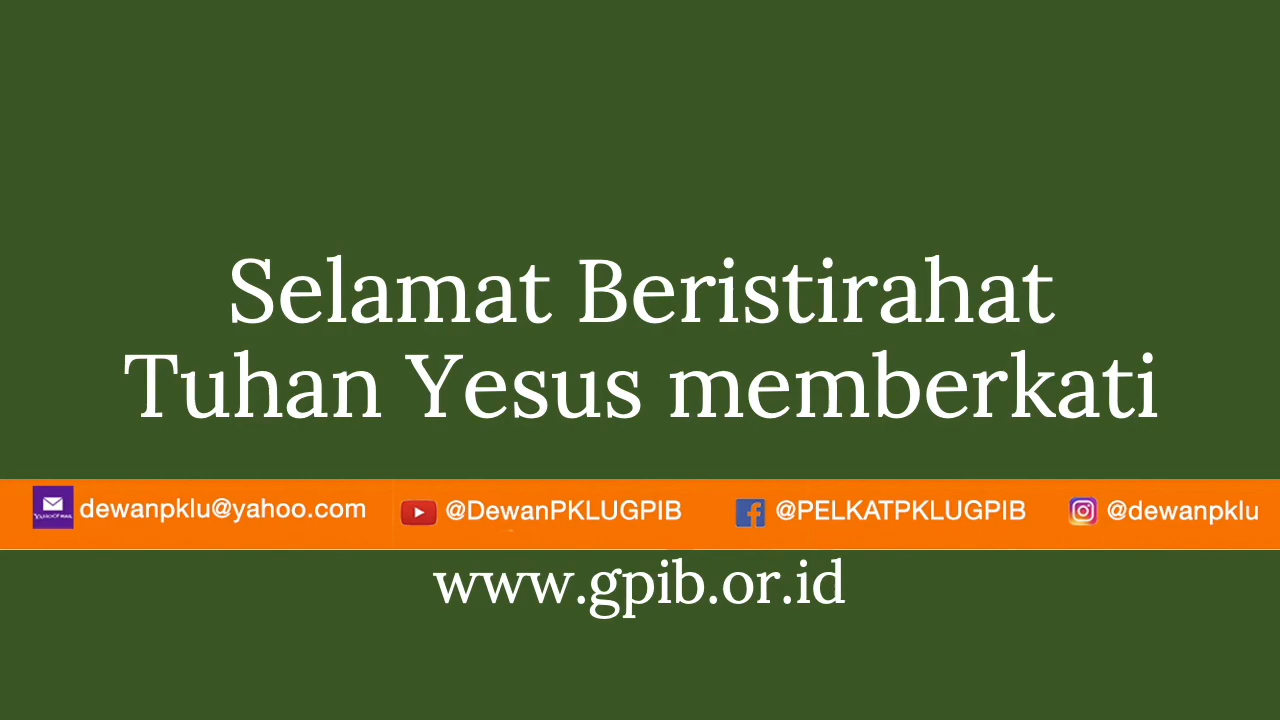 Selamat Beristirahat
Tuhan Yesus memberkati
dewanpklu@yahoo.com @DewanPKLUGPIB @PELKATPKLUGPIB @dewanpklu
www.gpib.or.id